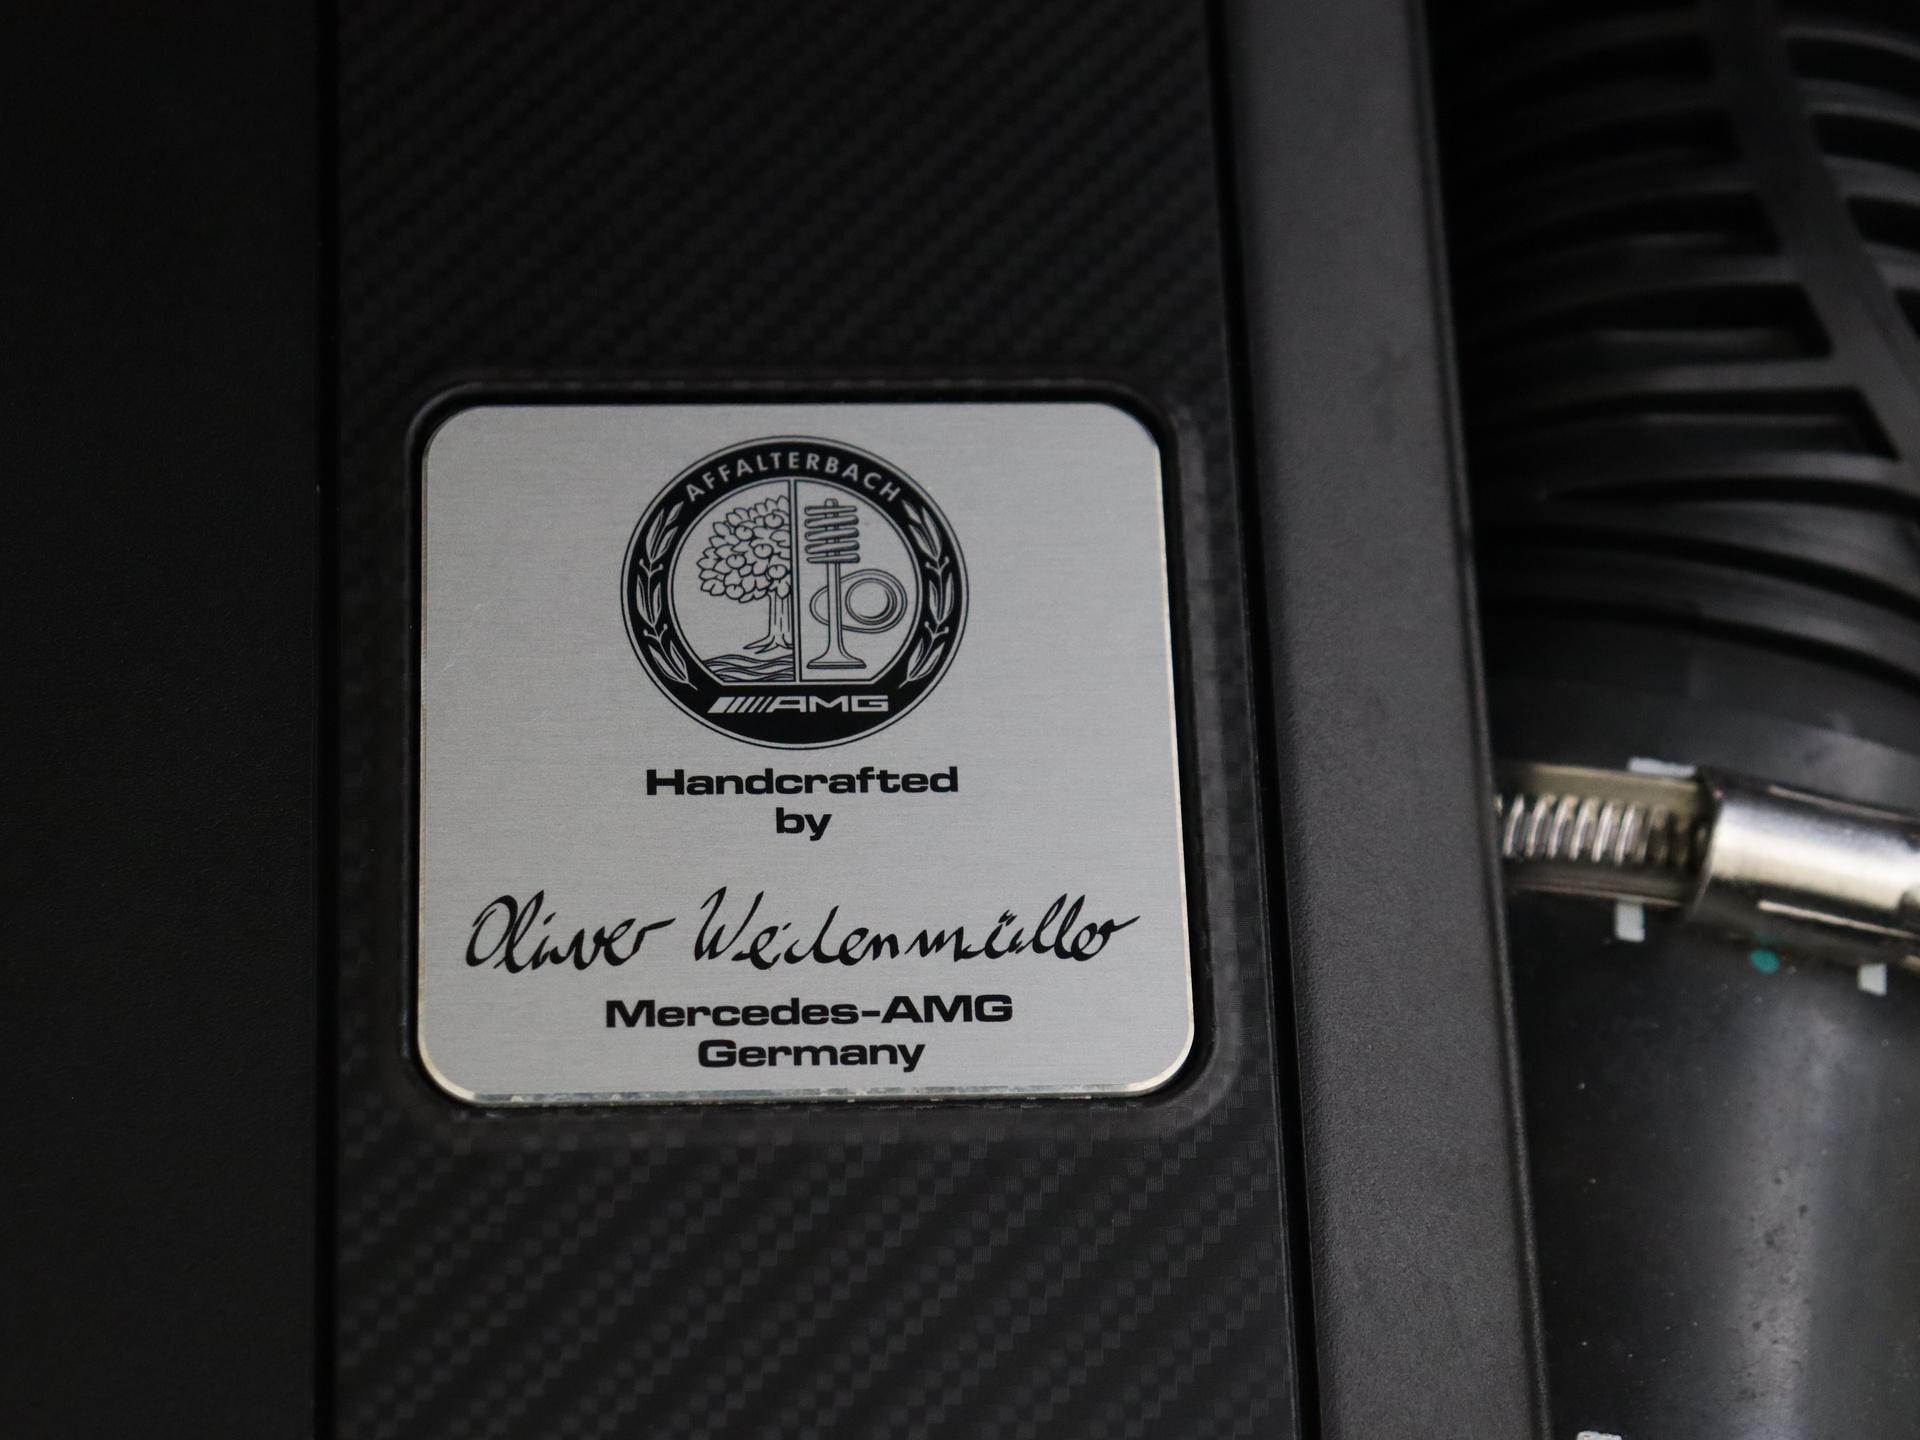 AFFALTERBACH
AMG
Handcrafted
by
Oliver Weidenmüller
Mercedes-AMG
Germany